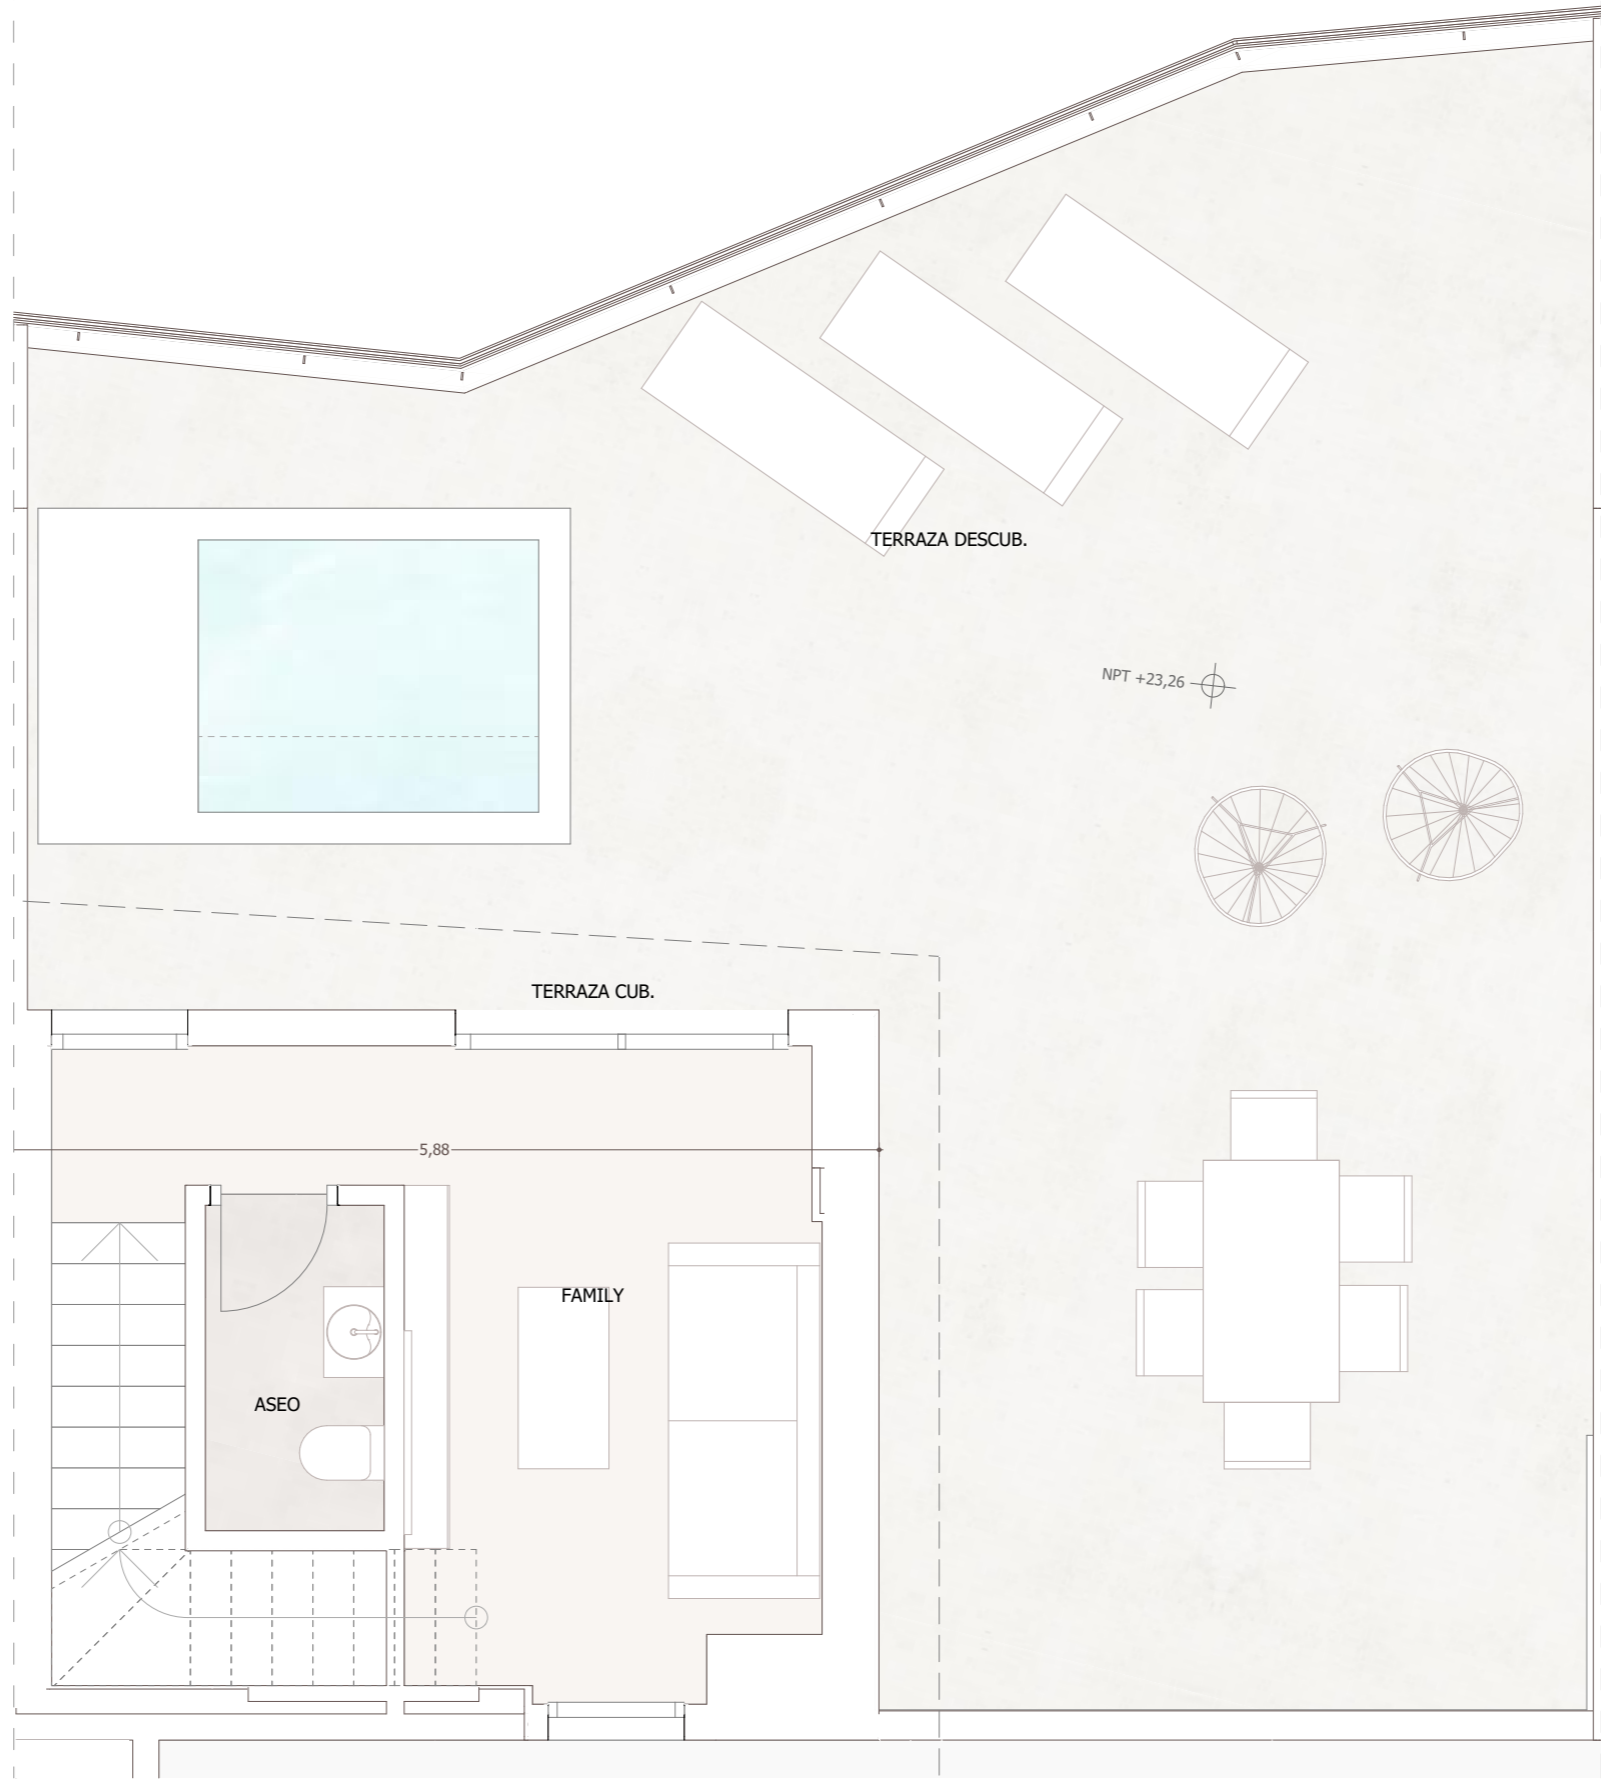 TERRAZA DESCUB.
NPT +23,26
TERRAZA CUB.
5,88
FAMILY
ASEO